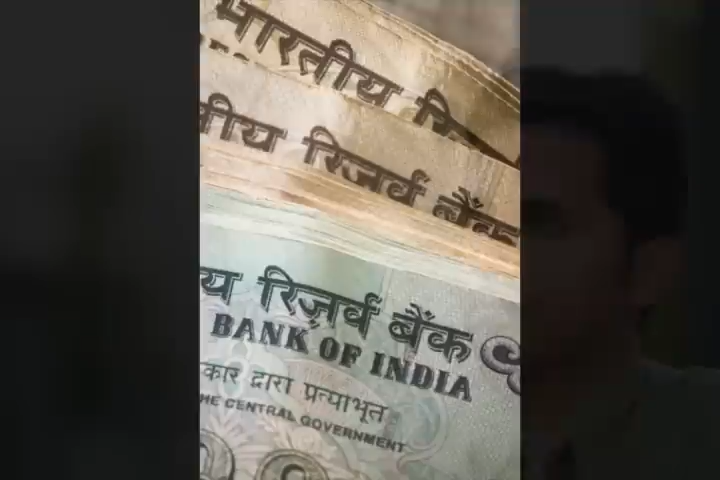 भारतीय रिज़
तीय रिज़र्व बैंक
य रिज़र्व बैंक
BANK OF INDIA
कार द्वारा प्रत्याभूत
HE CENTRAL GOVERNMENT